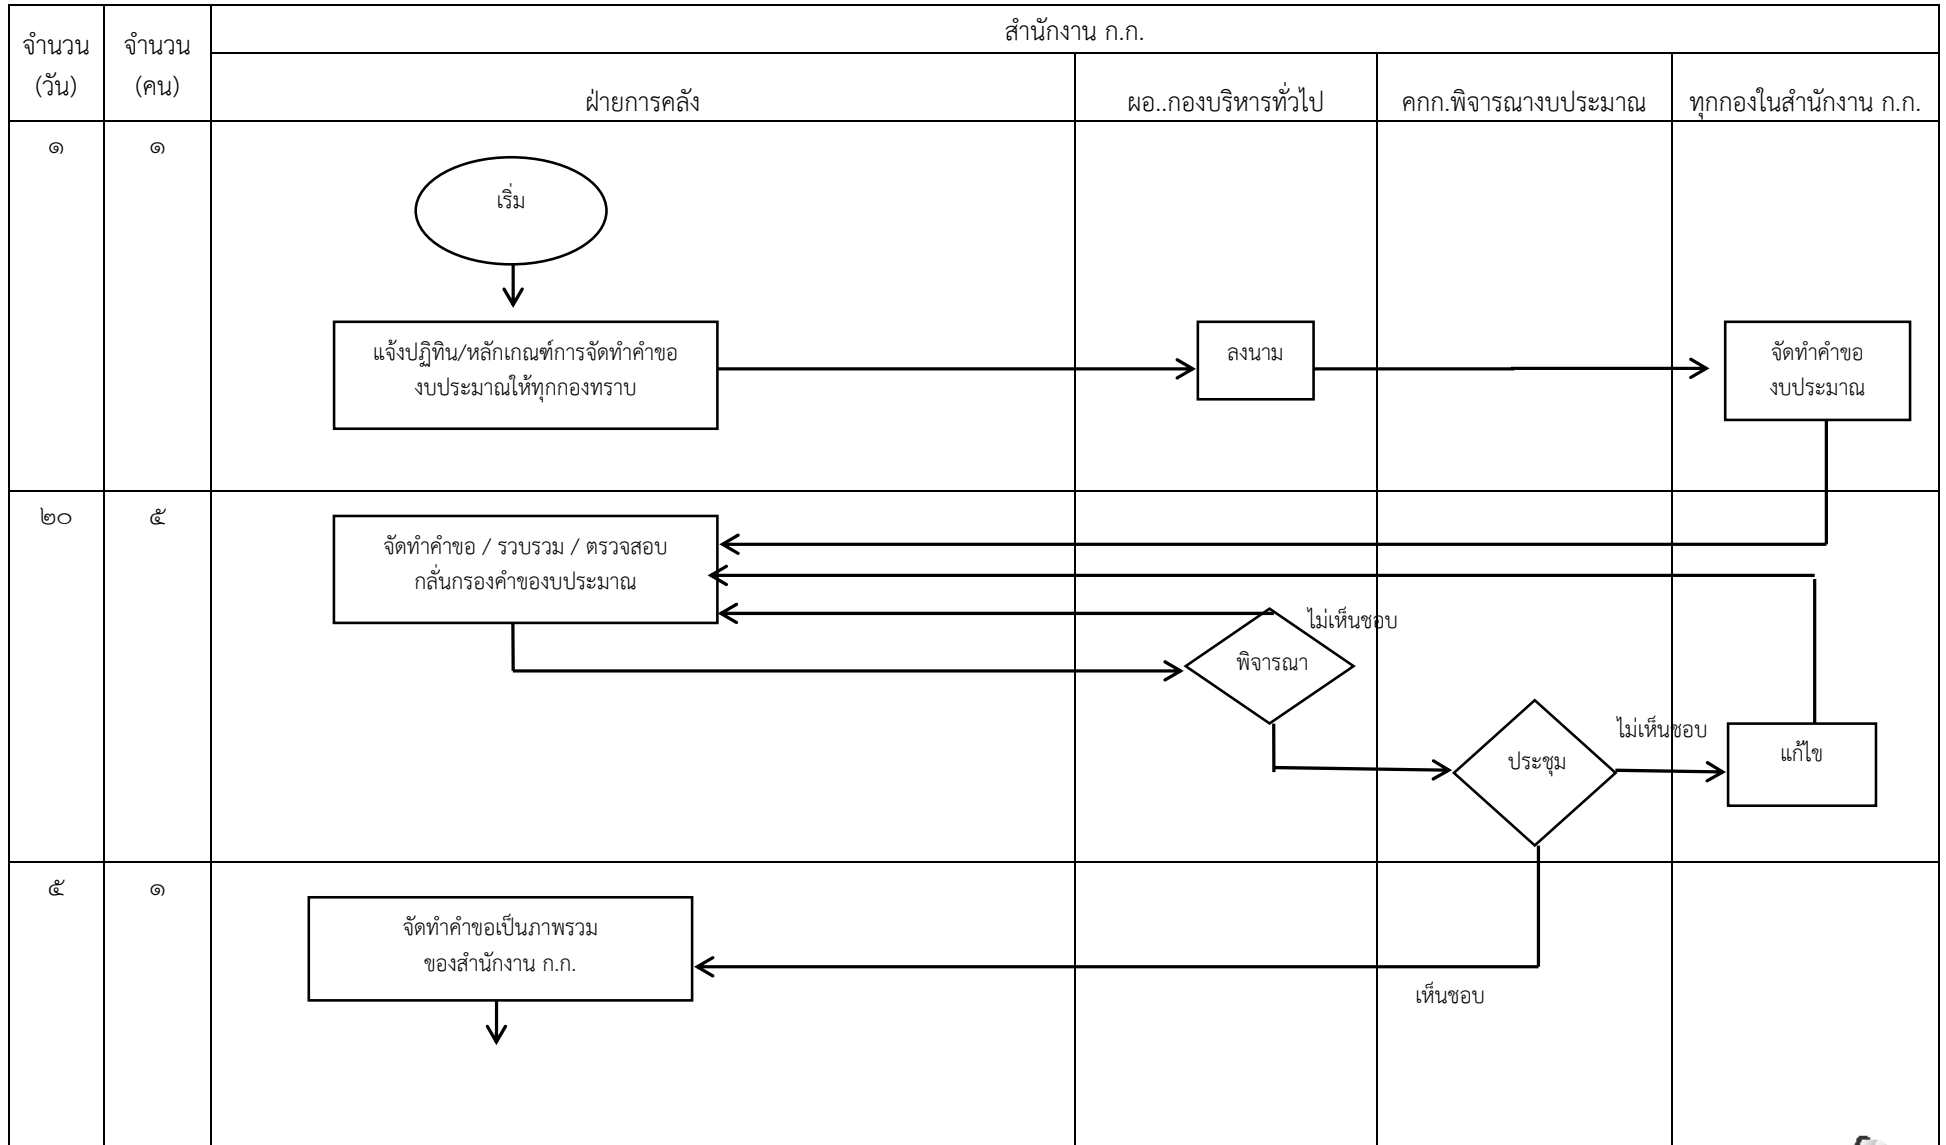 สำนักงาน ก.ก.
จำนวน
(วัน)
จำนวน
(คน)
ฝ่ายการคลัง
ผอ..กองบริหารทั่วไป
คกก.พิจารณางบประมาณ
ทุกกองในสำนักงาน ก.ก.
๑
๑
เริ่ม
แจ้งปฏิทิน/หลักเกณฑ์การจัดทำคำขอ
งบประมาณให้ทุกกองทราบ
ลงนาม
จัดทำคำขอ
งบประมาณ
๒๐
๕
จัดทำคำขอ / รวบรวม / ตรวจสอบ
กลั่นกรองคำของบประมาณ
ไม่เห็นชอบ
พิจารณา
ไม่เห็นชอบ
ประชุม
แก้ไข
๕
๑
จัดทำคำขอเป็นภาพรวม
ของสำนักงาน ก.ก.
เห็นชอบ